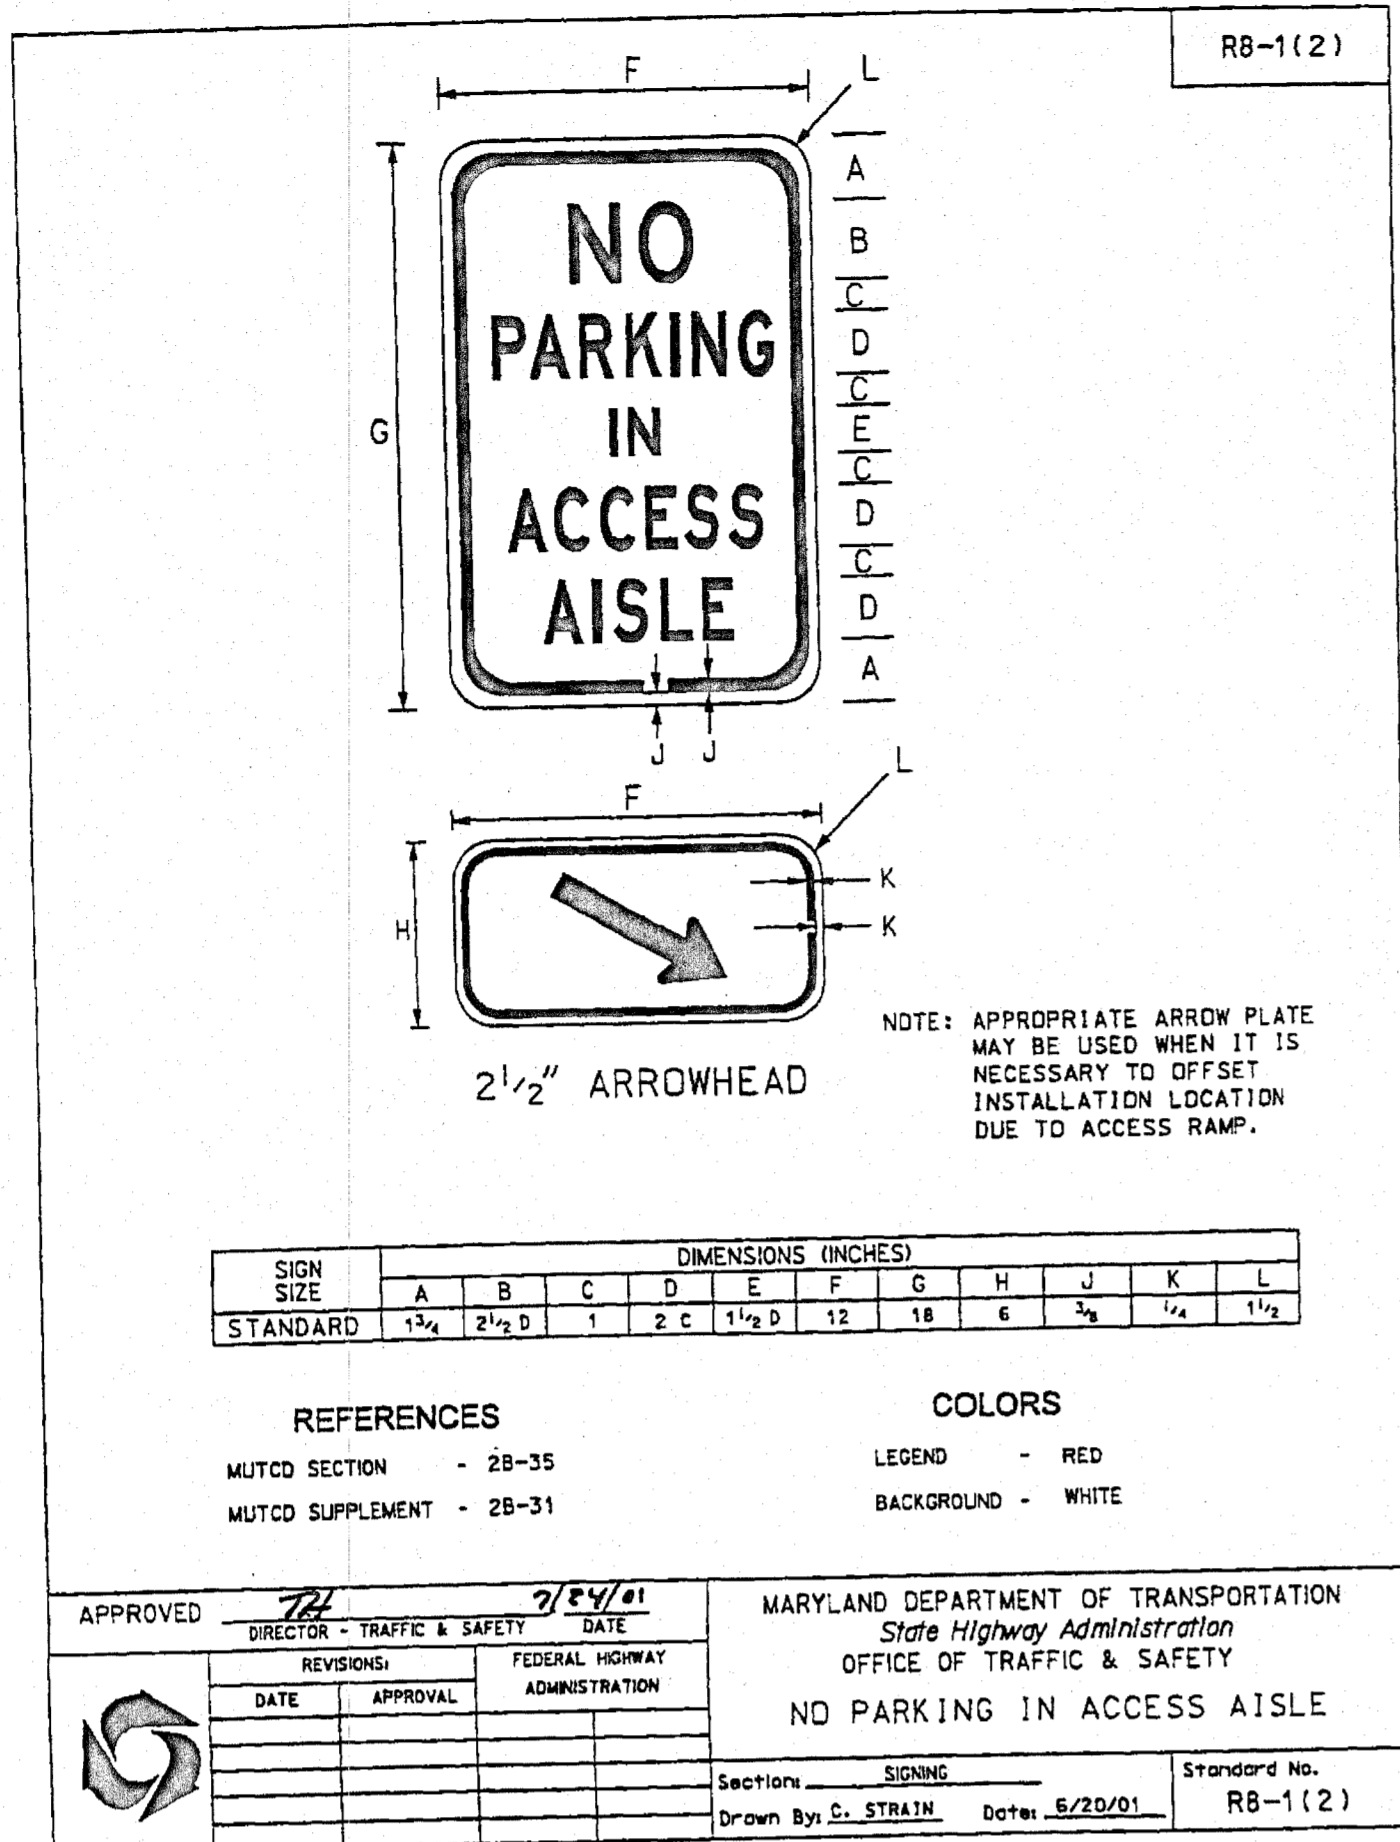 R8-1(2)
F
L
A
B
C
D
C
E
C
D
C
D
A
G
NO
PARKING
IN
ACCESS
AISLE
J J
F
L
H
K
K
2 1/2" ARROWHEAD
NOTE: APPROPRIATE ARROW PLATE
MAY BE USED WHEN IT IS
NECESSARY TO OFFSET
INSTALLATION LOCATION
DUE TO ACCESS RAMP.
SIGN SIZE DIMENSIONS (INCHES)
A B C D E F G H J K L
STANDARD 1 3/4 2 1/2 D 1 2 C 1 1/2 D 12 18 6 3/8 1/4 1 1/2
REFERENCES
MUTCD SECTION - 2B-35
MUTCD SUPPLEMENT - 2B-31
COLORS
LEGEND - RED
BACKGROUND - WHITE
APPROVED TH 7/24/01
DIRECTOR - TRAFFIC & SAFETY DATE
REVISIONS:
DATE APPROVAL
FEDERAL HIGHWAY
ADMINISTRATION
MARYLAND DEPARTMENT OF TRANSPORTATION
State Highway Administration
OFFICE OF TRAFFIC & SAFETY
NO PARKING IN ACCESS AISLE
Section: SIGNING
Drawn By: C. STRAIN Date: 6/20/01
Standard No.
R8-1(2)